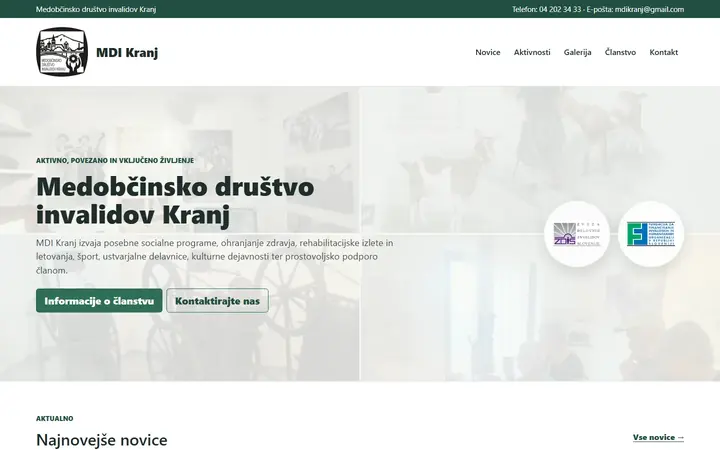 Medobčinsko društvo invalidov Kranj
Telefon: 04 202 34 33 · E-pošta: mdikranj@gmail.com
MDI Kranj
Novice
Aktivnosti
Galerija
Članstvo
Kontakt
AKTIVNO, POVEZANO IN VKLJUČENO ŽIVLJENJE
Medobčinsko društvo
invalidov Kranj
MDI Kranj izvaja posebne socialne programe, ohranjanje zdravja, rehabilitacijske izlete in
letovanja, šport, ustvarjalne delavnice, kulturne dejavnosti ter prostovoljsko podporo
članom.
Informacije o članstvu
Kontaktirajte nas
AKTUALNO
Najnovejše novice
Vse novice →